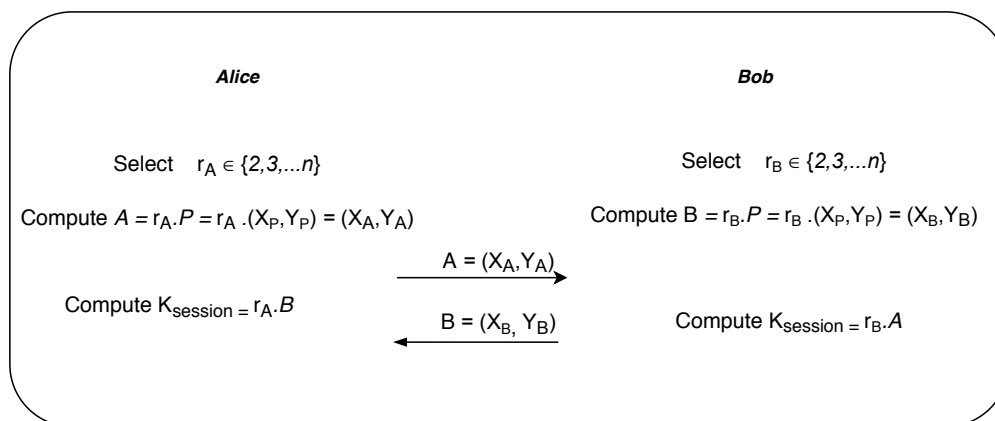 Alice
Bob
Select r_A ∈ {2,3,...n}
Select r_B ∈ {2,3,...n}
Compute A = r_A.P = r_A .(X_P,Y_P) = (X_A,Y_A)
Compute B = r_B.P = r_B .(X_P,Y_P) = (X_B,Y_B)
A = (X_A,Y_A)
Compute K_session = r_A.B
B = (X_B, Y_B)
Compute K_session = r_B.A